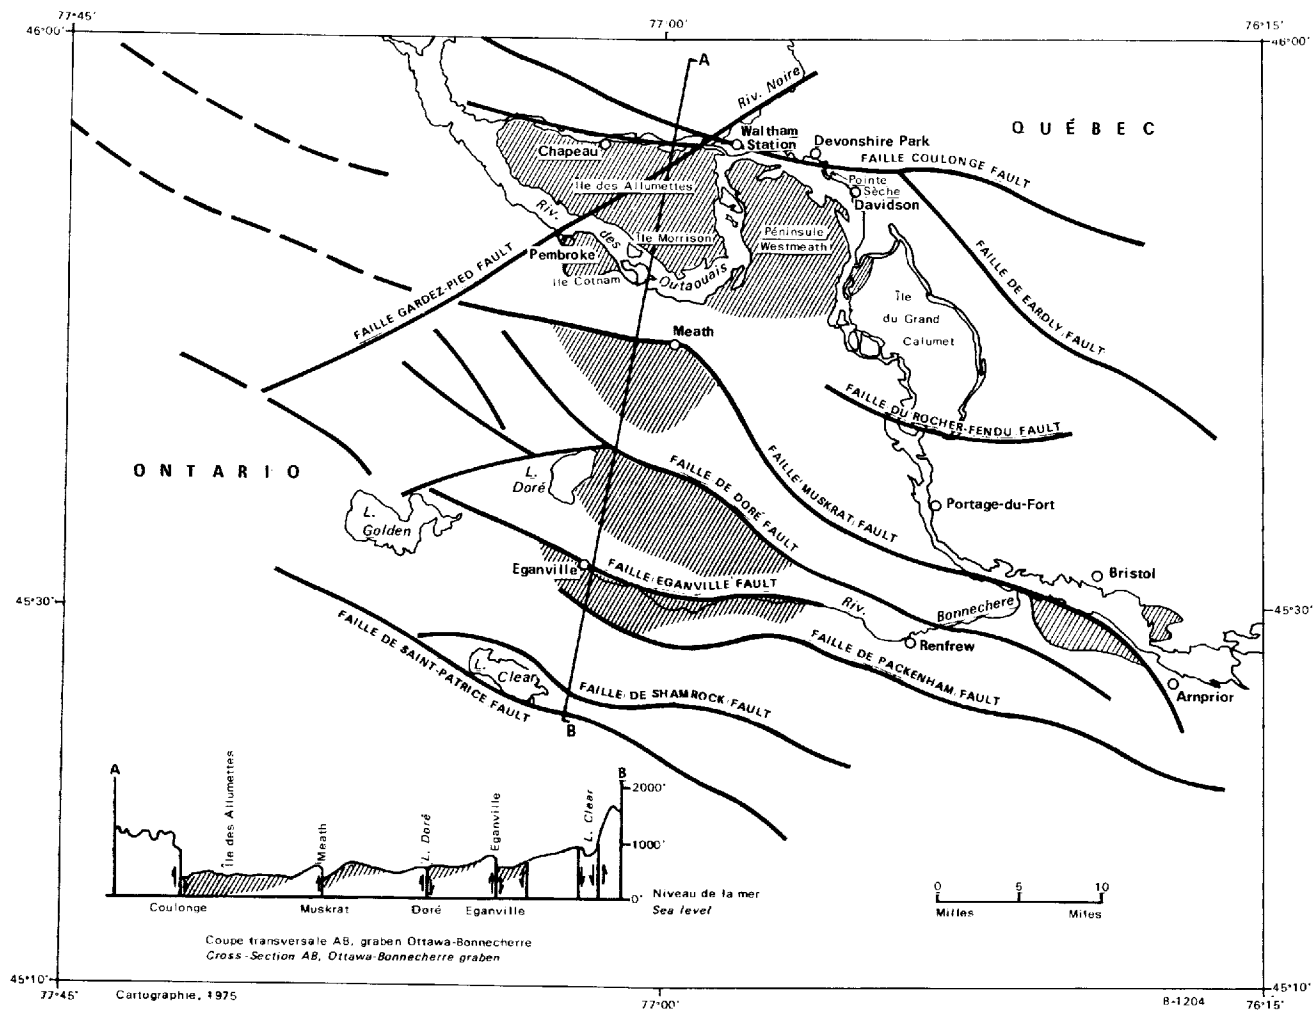 77°45'
77°00'
76°15'
46°00'
46°00'
A
Riv. Noire
QUÉBEC
Waltham
Station
Devonshire Park
Chapeau
FAILLE COULONGE FAULT
Pointe
Sèche
Davidson
Île des Allumettes
Riv.
des
Outaouais
Île Morrison
Péninsule
Westmeath
Pembroke
Ile Cotnam
FAILLE GARDEZ-PIED FAULT
FAILLE DE EARDLY FAULT
Île
du Grand
Calumet
Meath
FAILLE DU ROCHER-FENDU FAULT
ONTARIO
L.
Doré
FAILLE DE DORÉ FAULT
FAILLE MUSKRAT FAULT
L.
Golden
Portage-du-Fort
Eganville
FAILLE EGANVILLE FAULT
Bristol
45°30'
45°30'
Riv.
Bonnechere
Renfrew
FAILLE DE SAINT-PATRICE FAULT
L.
Clear
FAILLE DE PACKENHAM FAULT
FAILLE DE SHAMROCK FAULT
Arnprior
B
A
Île des Allumettes
Meath
L. Doré
Eganville
L. Clear
B
2000'
1000'
0'
Niveau de la mer
Sea level
Coulonge
Muskrat
Doré
Eganville
0
5
10
Milles
Miles
Coupe transversale AB, graben Ottawa-Bonnecherre
Cross-Section AB, Ottawa-Bonnecherre graben
45°10'
45°10'
77°45'
Cartographie, 1975
77°00'
B-1204
76°15'